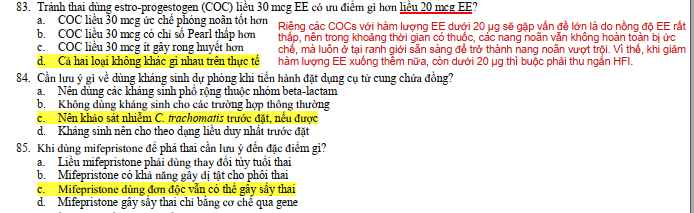 83. Tránh thai dùng estro-progestogen (COC) liều 30 mcg EE có ưu điểm gì hơn liều 20 mcg EE?
a. COC liều 30 mcg ức chế phóng noãn tốt hơn
b. COC liều 30 mcg có chỉ số Pearl thấp hơn
c. COC liều 30 mcg ít gây rong huyết hơn
d. Cả hai loại không khác gì nhau trên thực tế
Riêng các COCs với hàm lượng EE dưới 20 µg sẽ gặp vấn đề lớn là do nồng độ EE rất
thấp, nên trong khoảng thời gian có thuốc, các nang noãn vẫn không hoàn toàn bị ức
chế, mà luôn ở tại ranh giới sẵn sàng để trở thành nang noãn vượt trội. Vì thế, khi giảm
hàm lượng EE xuống thêm nữa, còn dưới 20 µg thì buộc phải thu ngắn HFI.
84. Cần lưu ý gì về dùng kháng sinh dự phòng khi tiến hành đặt dụng cụ tử cung chứa đồng?
a. Nên dùng các kháng sinh phổ rộng thuộc nhóm beta-lactam
b. Không dùng kháng sinh cho các trường hợp thông thường
c. Nên khảo sát nhiễm C. trachomatis trước đặt, nếu được
d. Kháng sinh nên cho theo dạng liều duy nhất trước đặt
85. Khi dùng mifepristone để phá thai cần lưu ý đến đặc điểm gì?
a. Liều mifepristone phải dùng thay đổi tùy tuổi thai
b. Mifepristone có khả năng gây dị tật cho phôi thai
c. Mifepristone dùng đơn độc vẫn có thể gây sẩy thai
d. Mifepristone gây sẩy thai chỉ bằng cơ chế qua gene